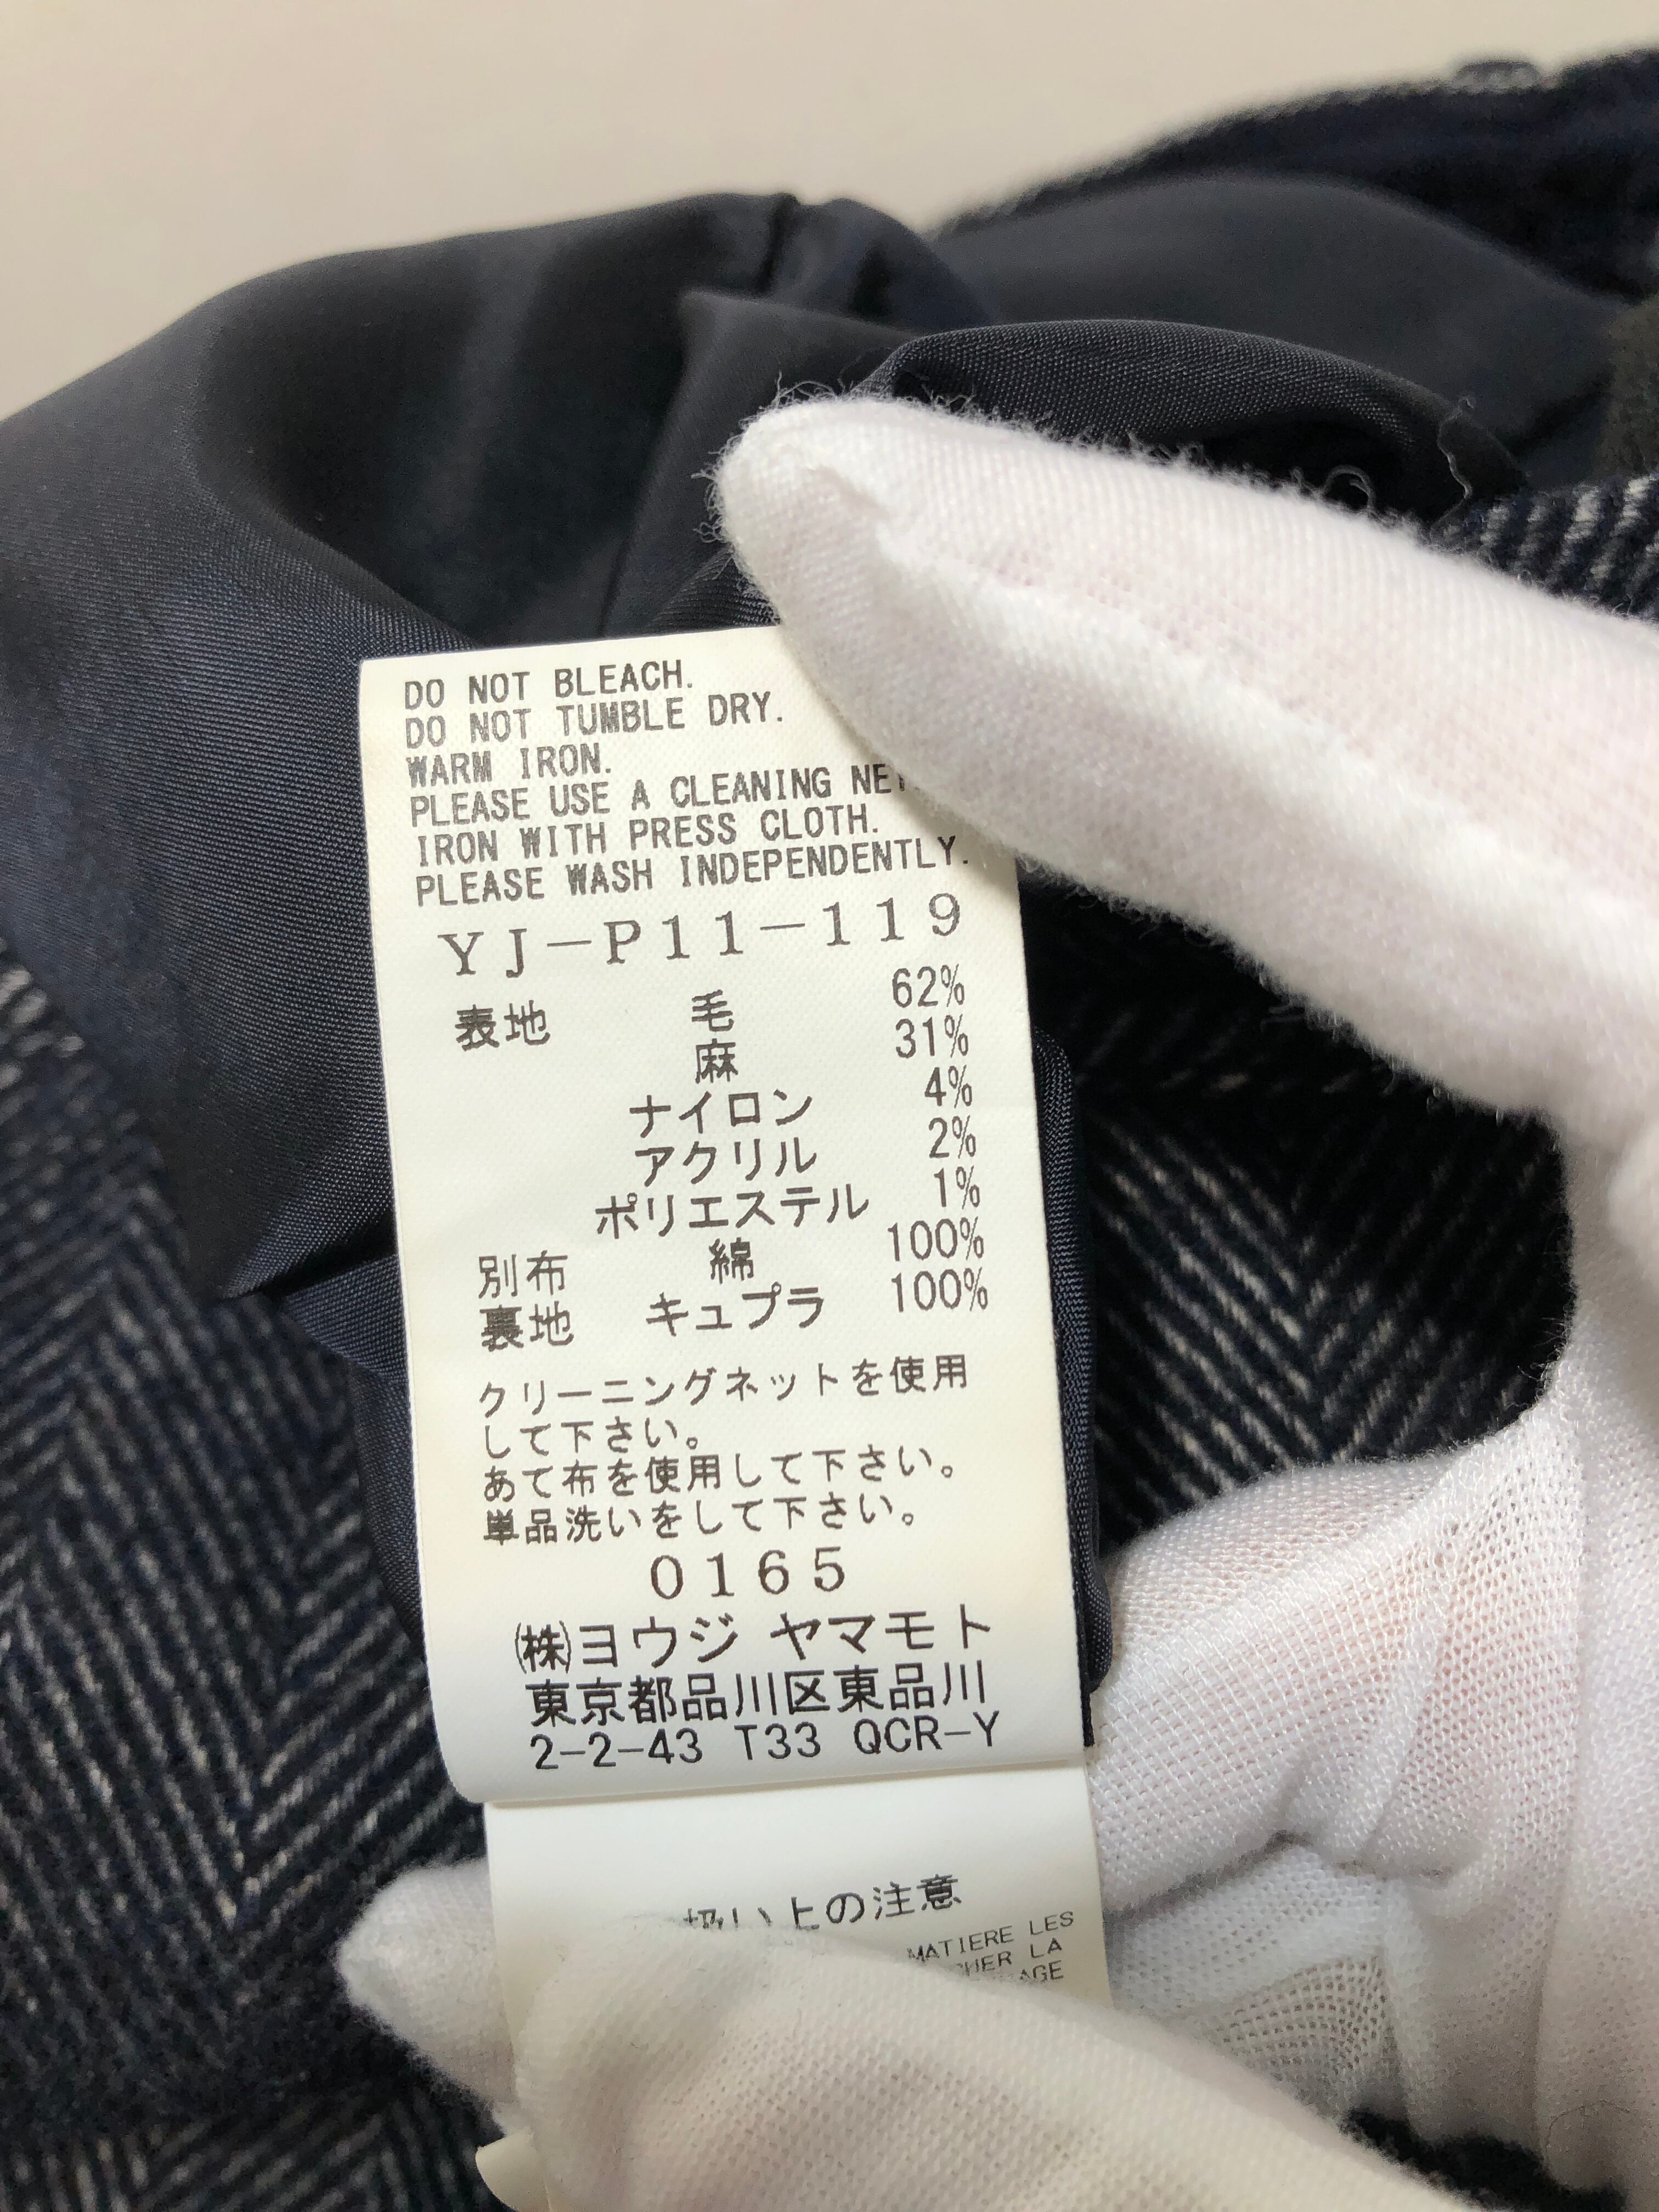 DO NOT BLEACH.
DO NOT TUMBLE DRY.
WARM IRON.
PLEASE USE A CLEANING NET.
IRON WITH PRESS CLOTH.
PLEASE WASH INDEPENDENTLY.
YJ-P11-119
表地 毛 62%
麻 31%
ナイロン 4%
アクリル 2%
ポリエステル 1%
別布 綿 100%
裏地 キュプラ 100%
クリーニングネットを使用
して下さい。
あて布を使用して下さい。
単品洗いをして下さい。
0165
㈱ヨウジ ヤマモト
東京都品川区東品川
2-2-43 T33 QCR-Y
扱い上の注意
MATIERE LES
LA